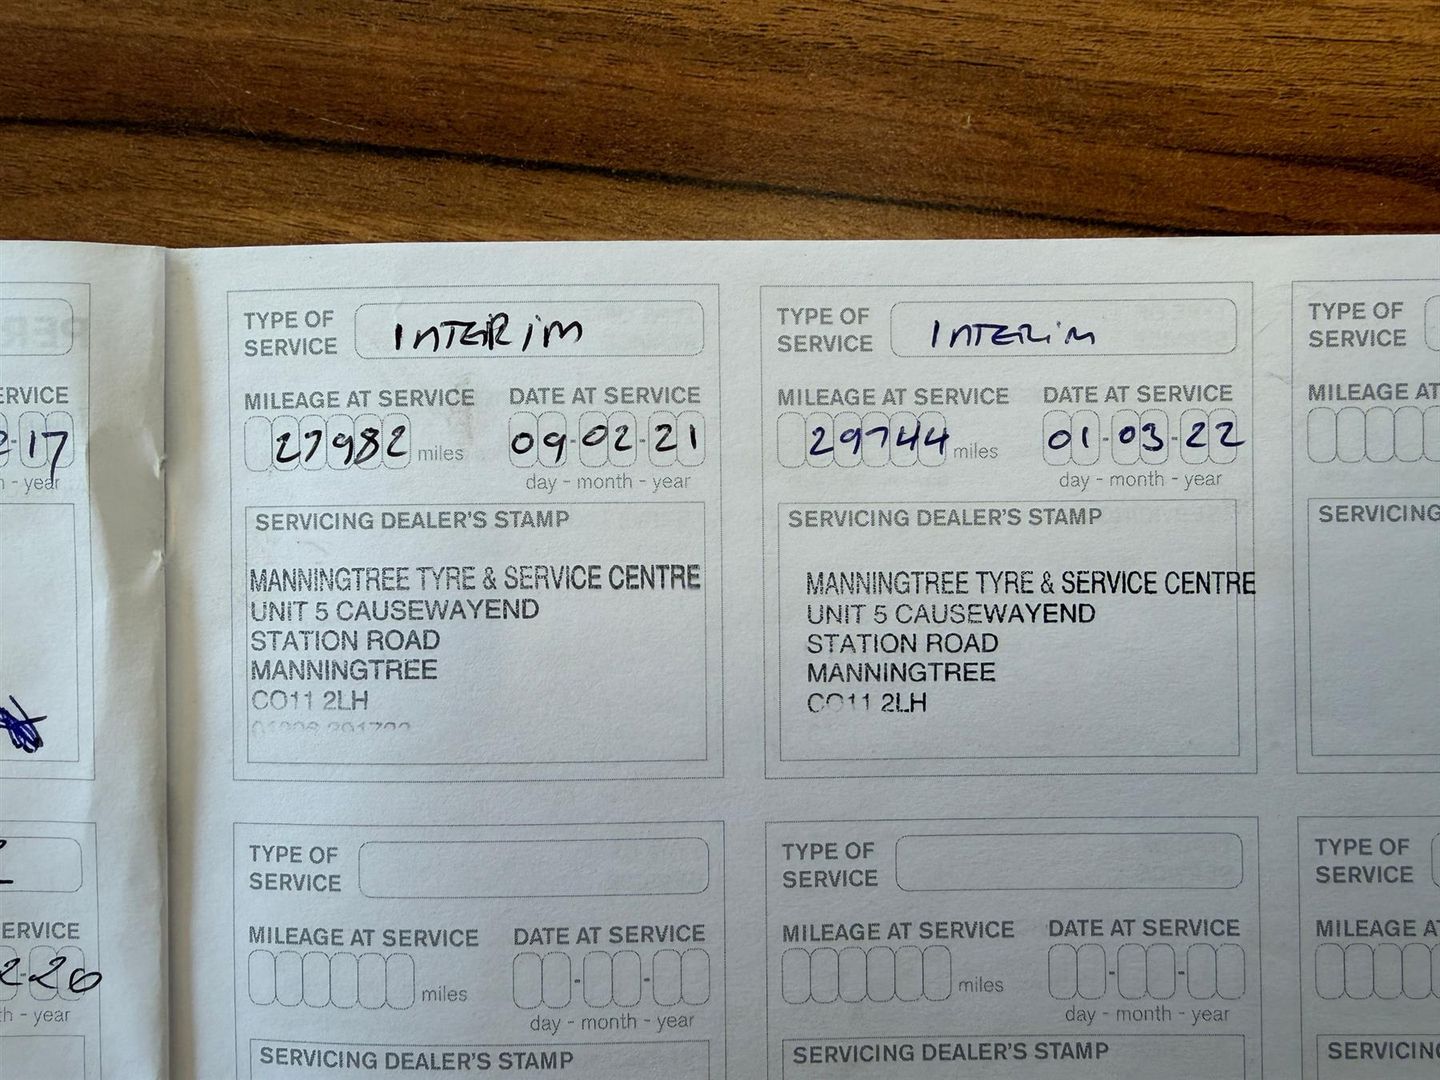 TYPE OF
SERVICE
INTERIM
MILEAGE AT SERVICE
27982 miles
DATE AT SERVICE
09-02-21
day - month - year
SERVICING DEALER'S STAMP
MANNINGTREE TYRE & SERVICE CENTRE
UNIT 5 CAUSEWAYEND
STATION ROAD
MANNINGTREE
CO11 2LH
TYPE OF
SERVICE
INTERIM
MILEAGE AT SERVICE
29744 miles
DATE AT SERVICE
01-03-22
day - month - year
SERVICING DEALER'S STAMP
MANNINGTREE TYRE & SERVICE CENTRE
UNIT 5 CAUSEWAYEND
STATION ROAD
MANNINGTREE
CO11 2LH
TYPE OF
SERVICE
MILEAGE AT
SERVICING
TYPE OF
SERVICE
MILEAGE AT SERVICE
miles
DATE AT SERVICE
day - month - year
SERVICING DEALER'S STAMP
TYPE OF
SERVICE
MILEAGE AT SERVICE
miles
DATE AT SERVICE
day - month - year
SERVICING DEALER'S STAMP
TYPE OF
SERVICE
MILEAGE AT
-17
year
-20
year